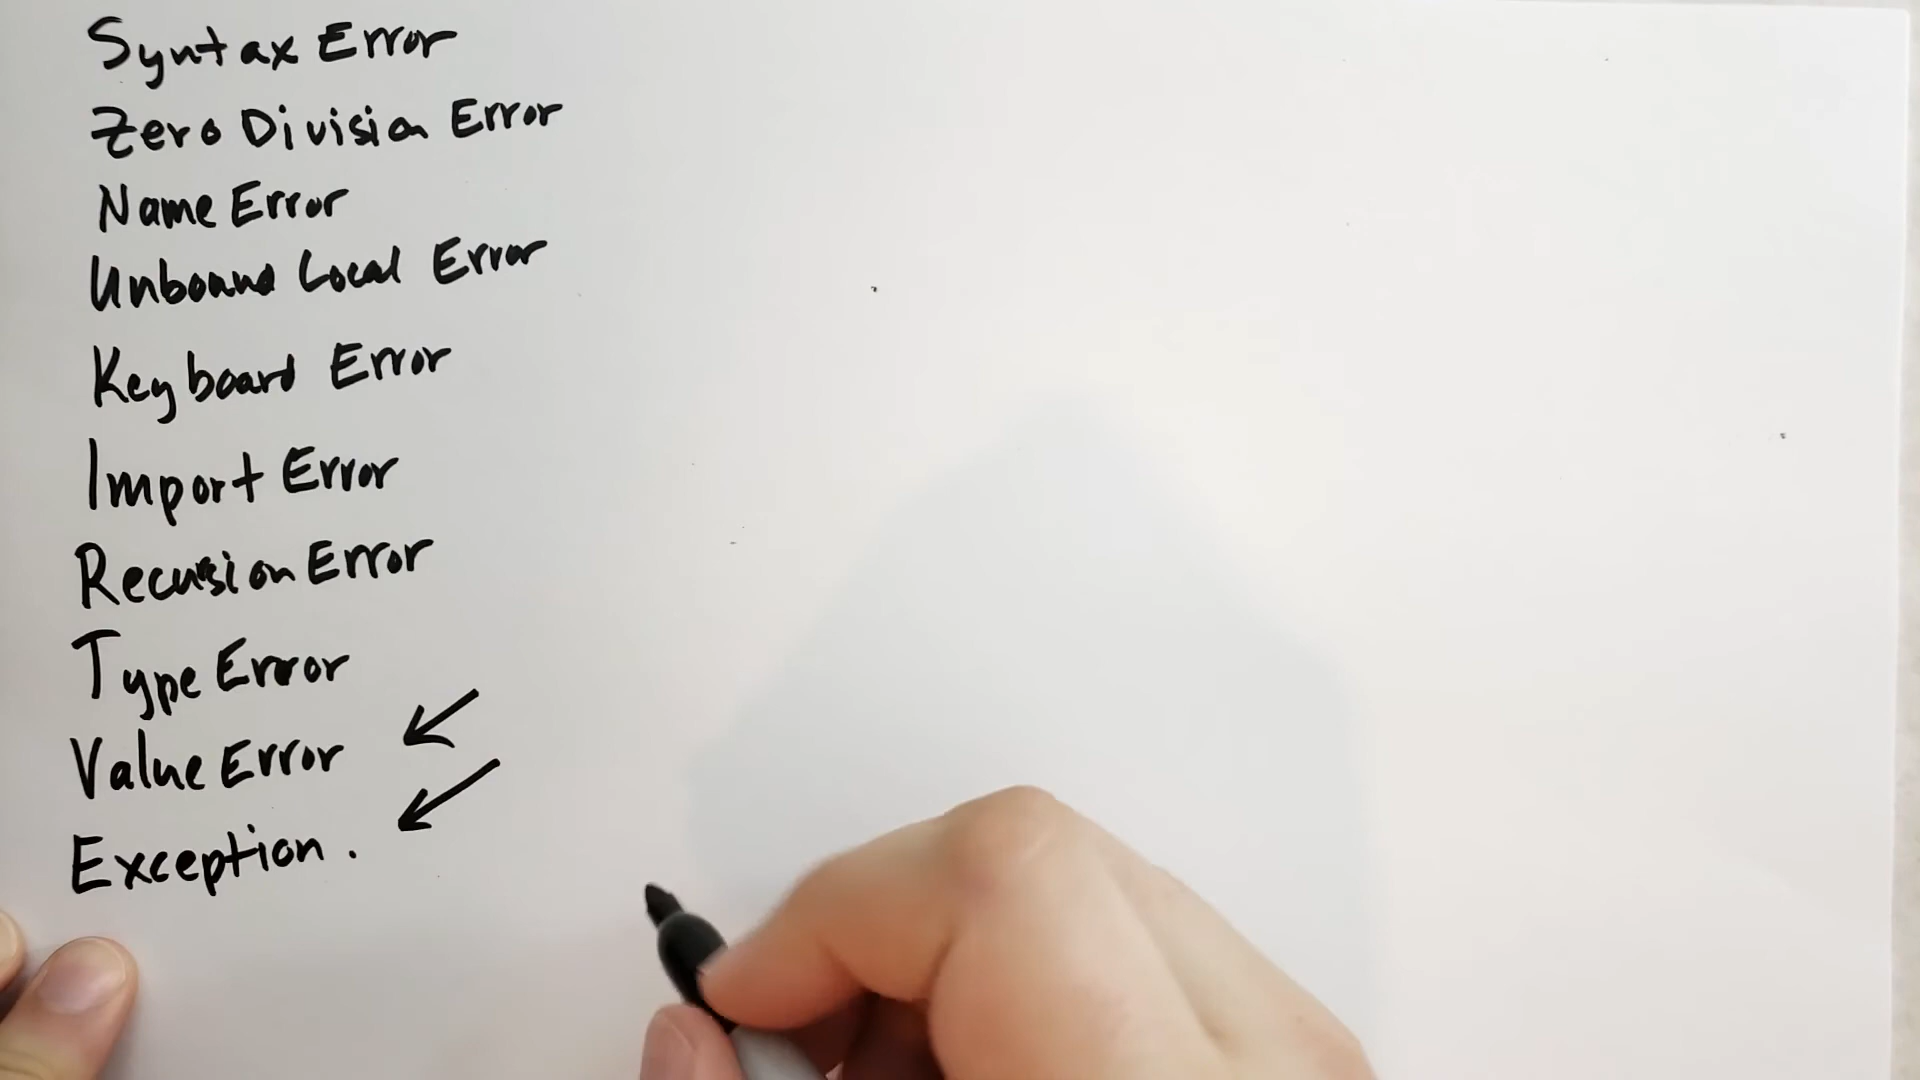 Syntax Error
Zero Division Error
Name Error
Unbound Local Error
Keyboard Error
Import Error
Recursion Error
Type Error
Value Error
Exception.